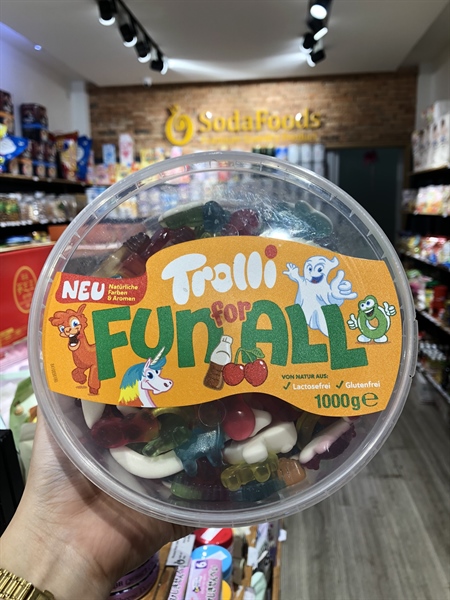 SodaFoods
NEU
Natürliche
Farben
& Aromen
Trolli
for
FUN ALL
VON NATUR AUS:
✓ Lactosefrei ✓ Glutenfrei
1000g e